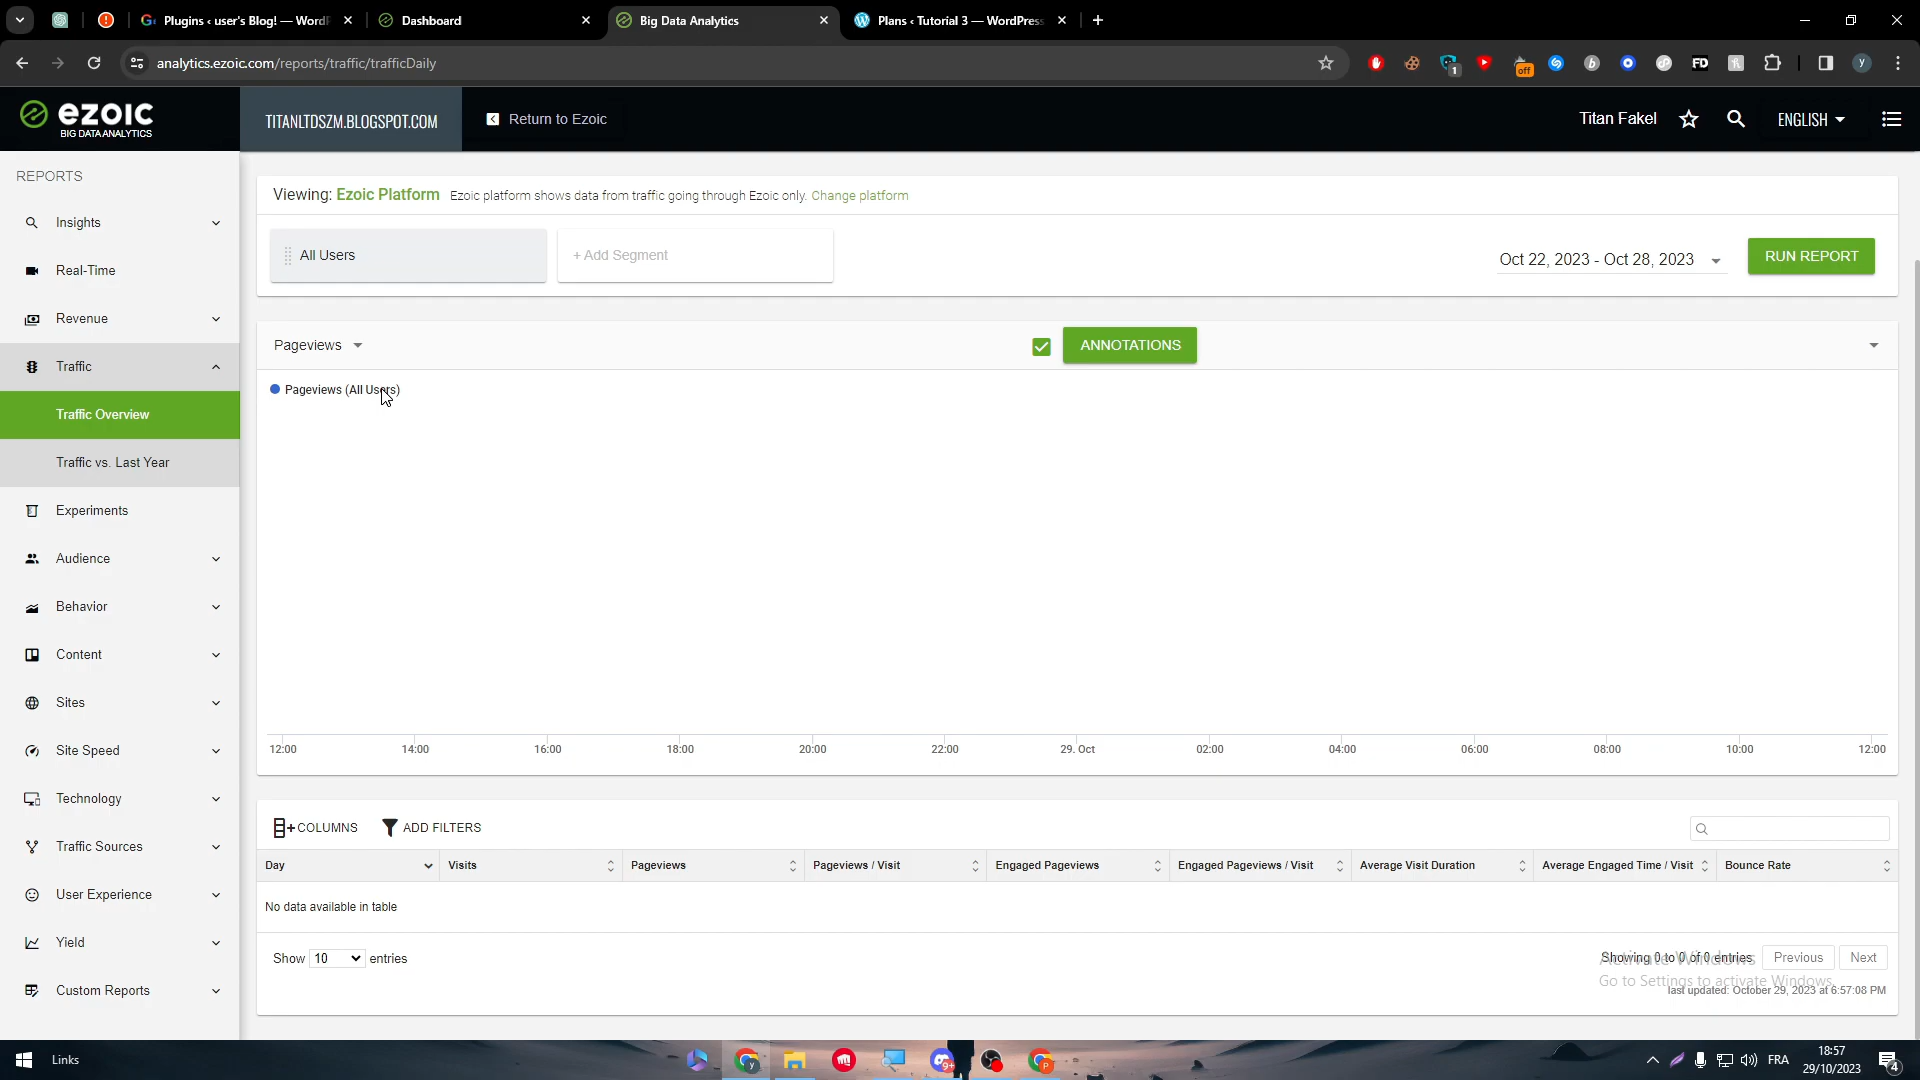 Plugins ‹ user's Blog! — WordP
Dashboard
Big Data Analytics
Plans ‹ Tutorial 3 — WordPress
analytics.ezoic.com/reports/traffic/trafficDaily
1
off
b
FD
y
ezoic
BIG DATA ANALYTICS
TITANLTDSZM.BLOGSPOT.COM
Return to Ezoic
Titan Fakel
ENGLISH
REPORTS
Insights
Real-Time
Revenue
Traffic
Traffic Overview
Traffic vs. Last Year
Experiments
Audience
Behavior
Content
Sites
Site Speed
Technology
Traffic Sources
User Experience
Yield
Custom Reports
Viewing: Ezoic Platform Ezoic platform shows data from traffic going through Ezoic only. Change platform
All Users
+ Add Segment
Oct 22, 2023 - Oct 28, 2023
RUN REPORT
Pageviews
ANNOTATIONS
Pageviews (All Users)
12:00 14:00 16:00 18:00 20:00 22:00 29. Oct 02:00 04:00 06:00 08:00 10:00 12:00
COLUMNS
ADD FILTERS
Day Visits Pageviews Pageviews / Visit Engaged Pageviews Engaged Pageviews / Visit Average Visit Duration Average Engaged Time / Visit Bounce Rate
No data available in table
Show 10 entries
Showing 0 to 0 of 0 entries
Previous
Next
Activate Windows
Go to Settings to activate Windows.
last updated: October 29, 2023 at 6:57:08 PM
Links
y
9+
P
FRA
18:57
29/10/2023
4